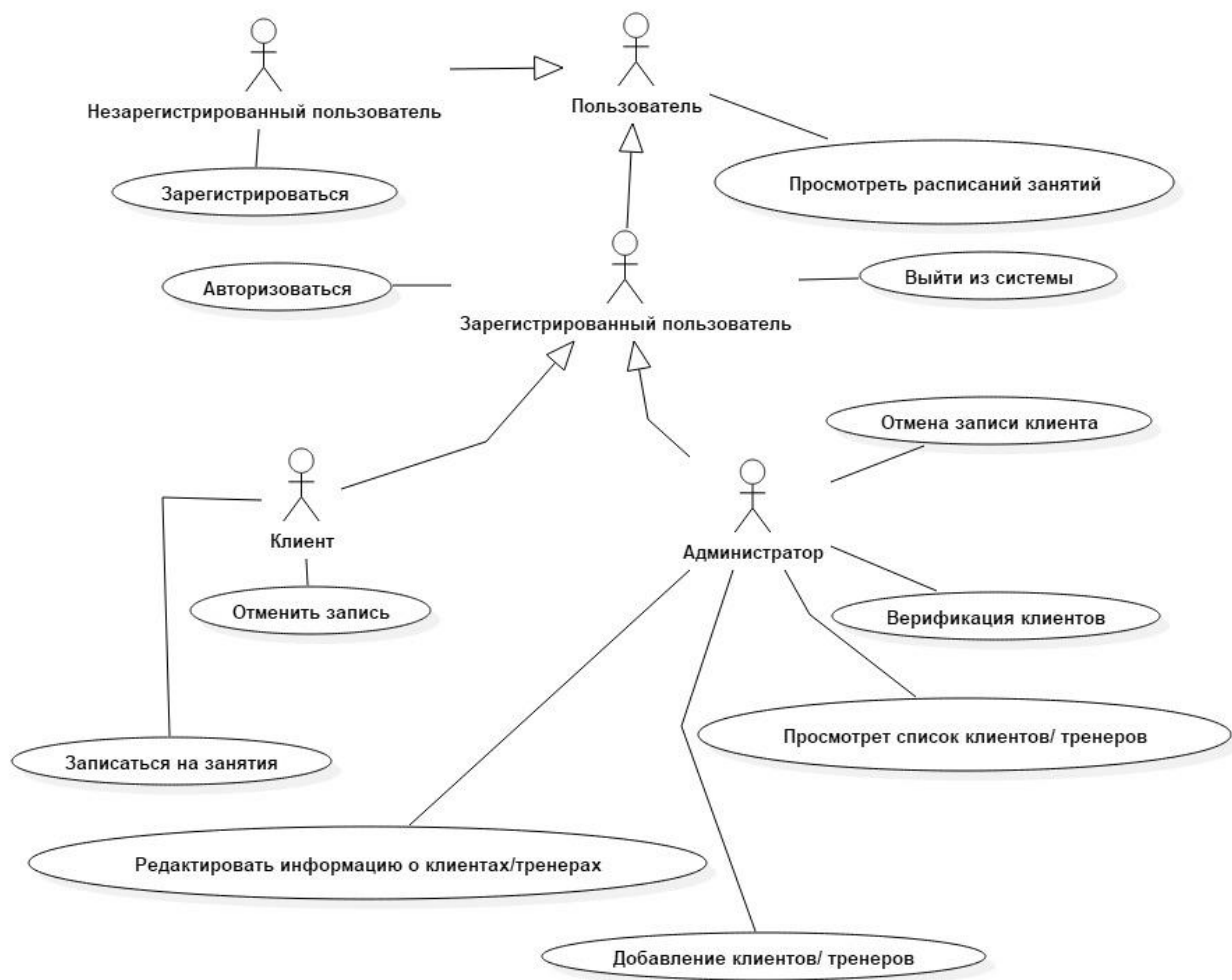 Незарегистрированный пользователь
Пользователь
Зарегистрироваться
Просмотреть расписаний занятий
Авторизоваться
Выйти из системы
Зарегистрированный пользователь
Отмена записи клиента
Клиент
Администратор
Отменить запись
Верификация клиентов
Просмотрет список клиентов/ тренеров
Записаться на занятия
Редактировать информацию о клиентах/тренерах
Добавление клиентов/ тренеров